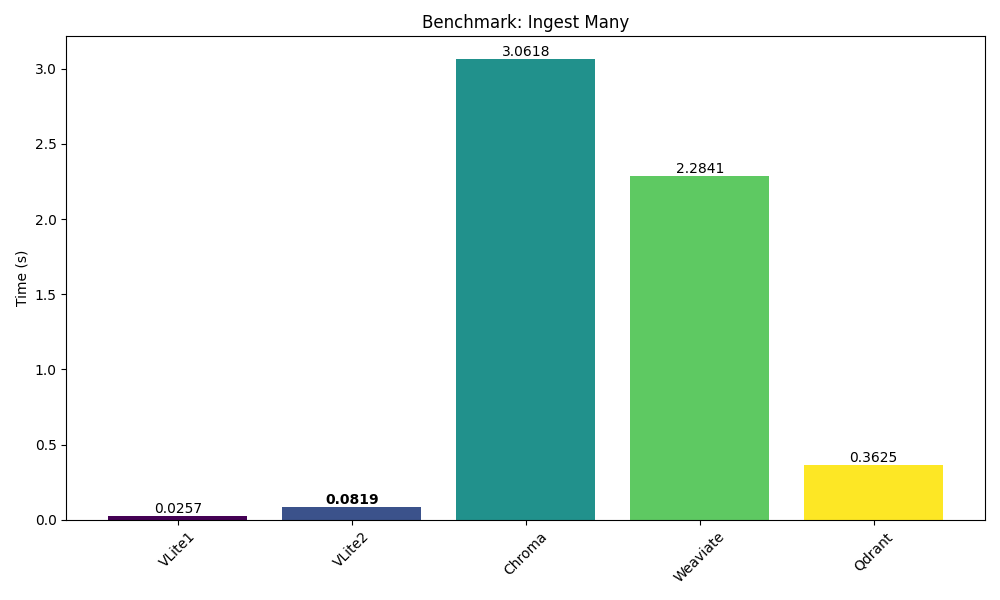 Benchmark: Ingest Many
3.0618
2.2841
0.3625
0.0819
0.0257
Time (s)
3.0
2.5
2.0
1.5
1.0
0.5
0.0
VLite1
VLite2
Chroma
Weaviate
Qdrant